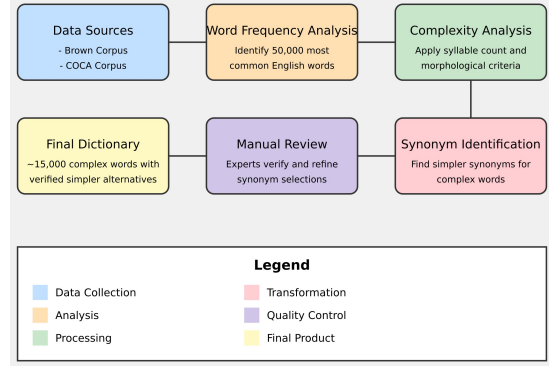 Data Sources
- Brown Corpus
- COCA Corpus
Word Frequency Analysis
Identify 50,000 most
common English words
Complexity Analysis
Apply syllable count and
morphological criteria
Final Dictionary
~15,000 complex words with
verified simpler alternatives
Manual Review
Experts verify and refine
synonym selections
Synonym Identification
Find simpler synonyms for
complex words
Legend
Data Collection
Analysis
Processing
Transformation
Quality Control
Final Product